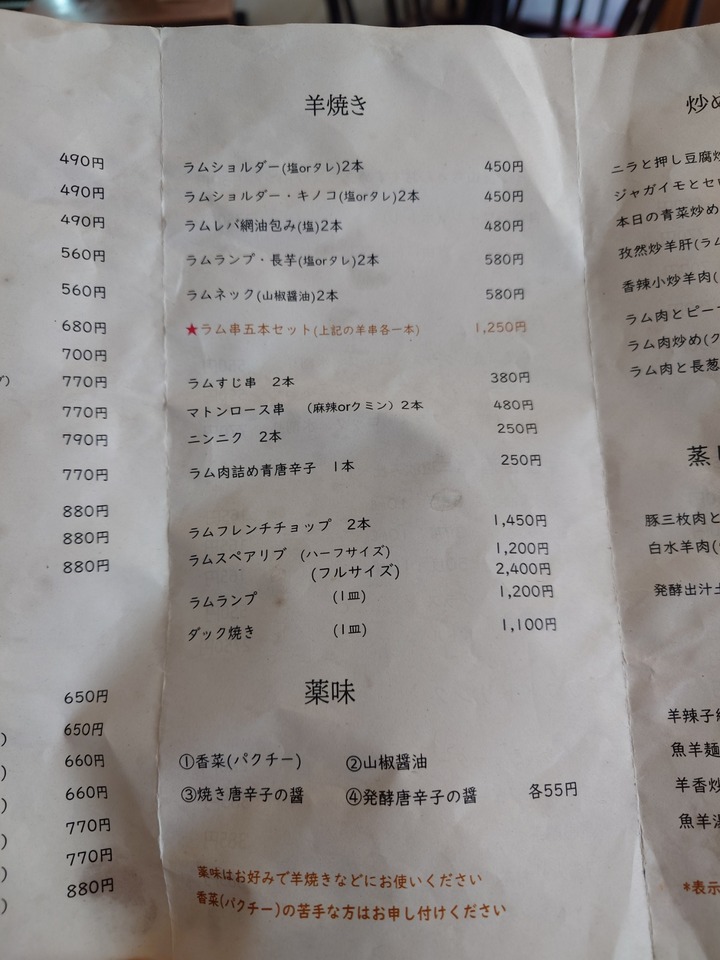 490円
490円
490円
560円
560円
680円
700円
770円
770円
790円
770円
880円
880円
880円
650円
650円
660円
660円
770円
770円
880円
羊焼き
ラムショルダー(塩orタレ)2本 450円
ラムショルダー・キノコ(塩orタレ)2本 450円
ラムレバ網油包み(塩)2本 480円
ラムランプ・長芋(塩orタレ)2本 580円
ラムネック(山椒醤油)2本 580円
★ラム串五本セット(上記の羊串各一本) 1,250円
ラムすじ串 2本 380円
マトンロース串 (麻辣orクミン)2本 480円
ニンニク 2本 250円
ラム肉詰め青唐辛子 1本 250円
ラムフレンチチョップ 2本 1,450円
ラムスペアリブ (ハーフサイズ) 1,200円
(フルサイズ) 2,400円
ラムランプ (1皿) 1,200円
ダック焼き (1皿) 1,100円
薬味
①香菜(パクチー) ②山椒醤油
③焼き唐辛子の醤 ④発酵唐辛子の醤 各55円
薬味はお好みで羊焼きなどにお使いください
香菜(パクチー)の苦手な方はお申し付けください
炒め
ニラと押し豆腐炒
ジャガイモとセロ
本日の青菜炒め
孜然炒羊肝(ラム
香辣小炒羊肉(
ラム肉とピー
ラム肉炒め(ク
ラム肉と長葱
蒸し
豚三枚肉と
白水羊肉(
発酵出汁土
羊辣子
魚羊麺
羊香炒
魚羊湯
*表示